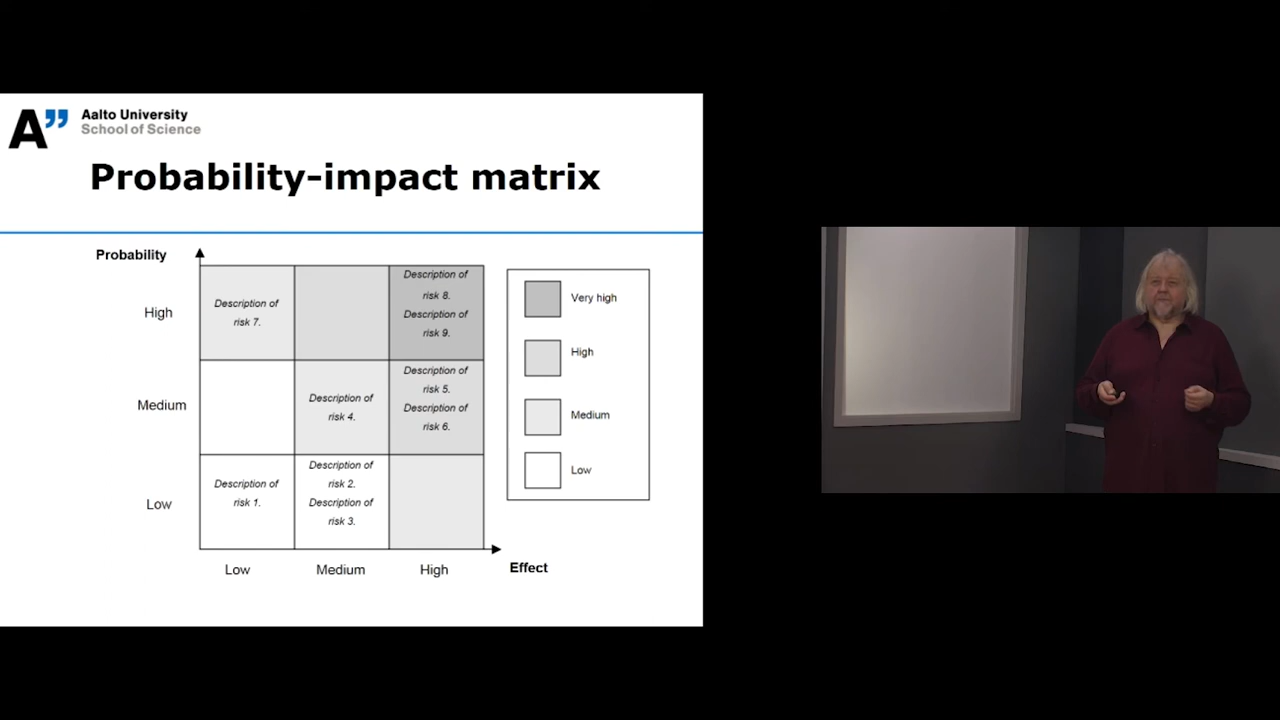 A”
Aalto University
School of Science
Probability-impact matrix
Probability
High
Medium
Low
Description of
risk 7.
Description of
risk 8.
Description of
risk 9.
Description of
risk 4.
Description of
risk 5.
Description of
risk 6.
Description of
risk 1.
Description of
risk 2.
Description of
risk 3.
Low
Medium
High
Effect
Very high
High
Medium
Low